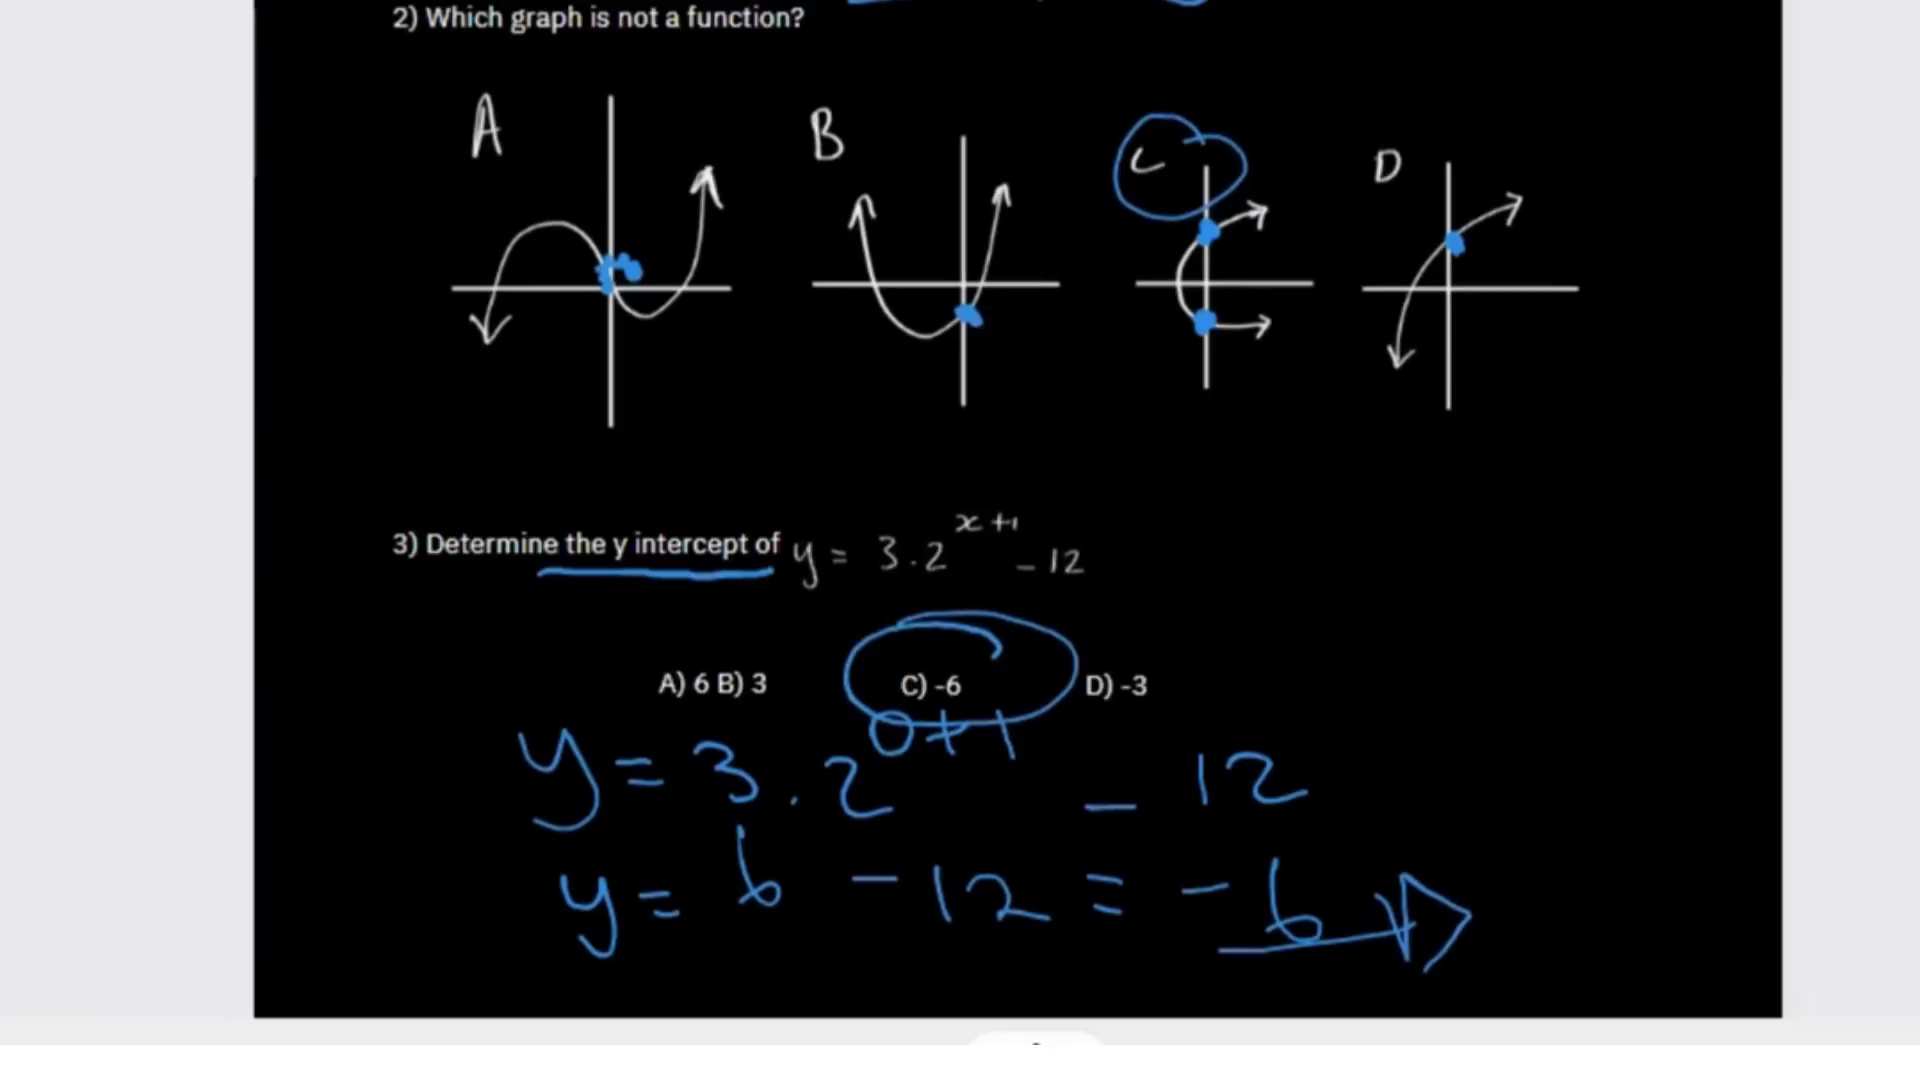 2) Which graph is not a function?
A B C D
3) Determine the y intercept of y = 3.2^{x+1} - 12
A) 6 B) 3 C) -6 D) -3
y = 3.2^{0+1} - 12
y = 6 - 12 = -6